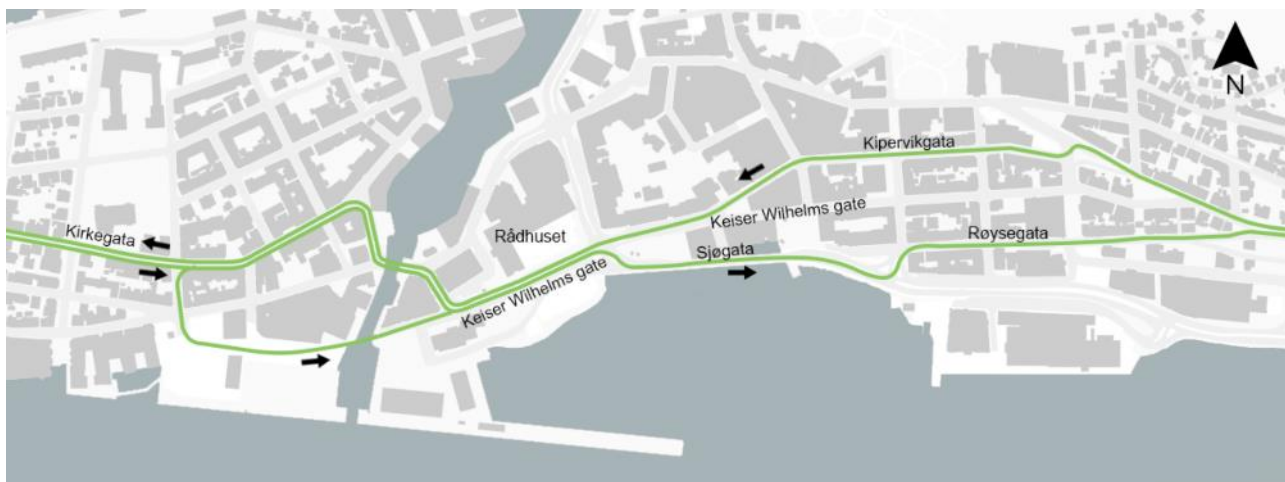 N
Kipervikgata
Keiser Wilhelms gate
Kirkegata
Rådhuset
Sjøgata
Røysegata
Keiser Wilhelms gate